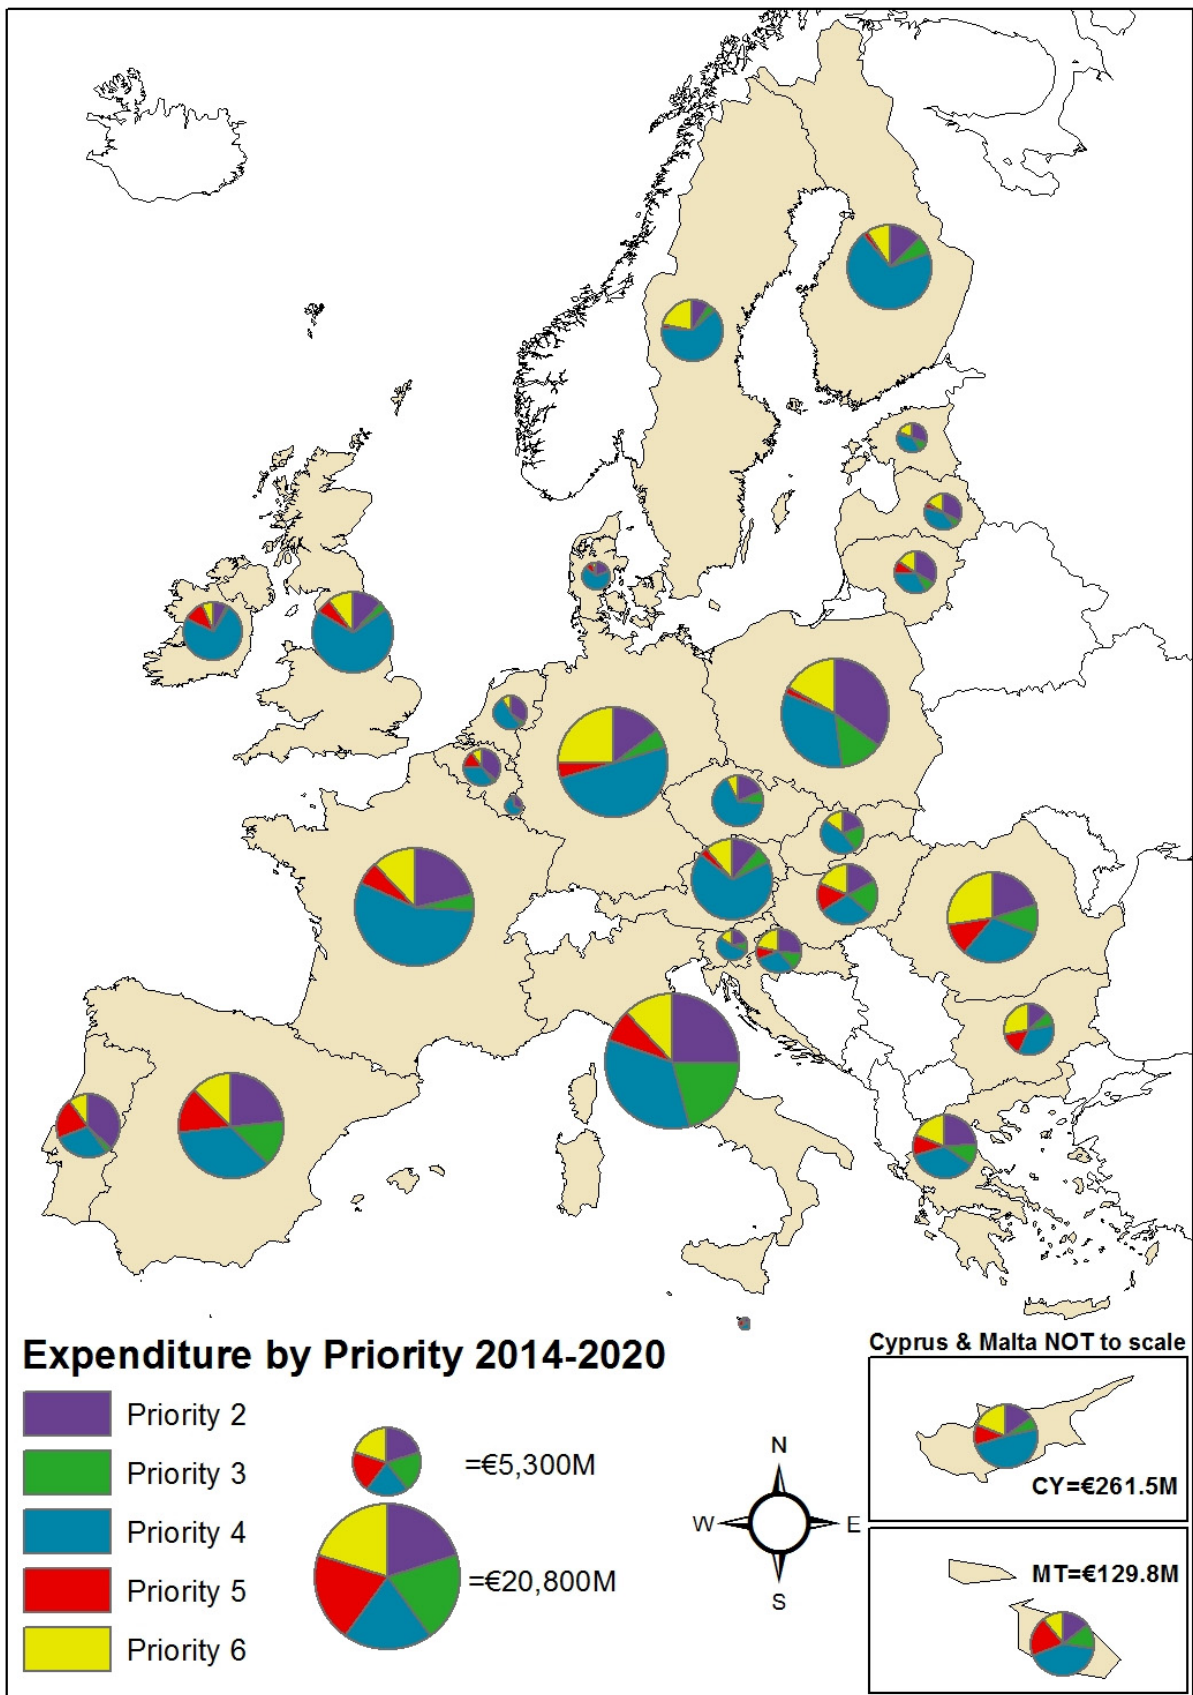 Expenditure by Priority 2014-2020
Priority 2
Priority 3
Priority 4
Priority 5
Priority 6
=€5,300M
=€20,800M
N
W
E
S
Cyprus & Malta NOT to scale
CY=€261.5M
MT=€129.8M